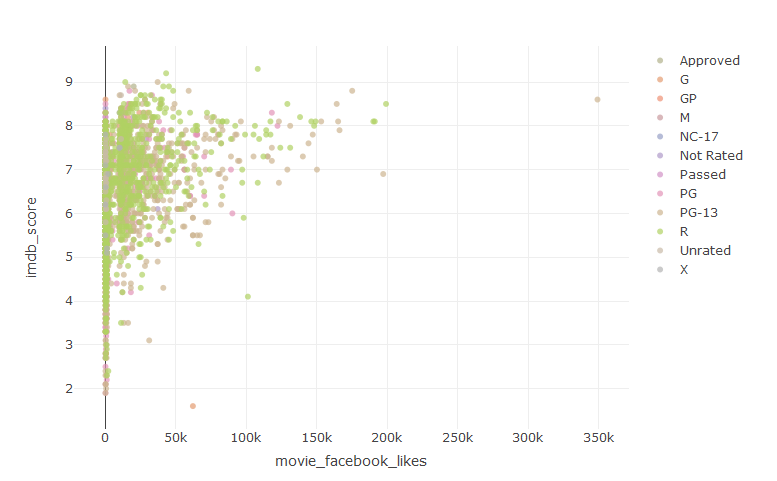 9
8
7
6
5
4
3
2
imdb_score
0
50k
100k
150k
200k
250k
300k
350k
movie_facebook_likes
Approved
G
GP
M
NC-17
Not Rated
Passed
PG
PG-13
R
Unrated
X